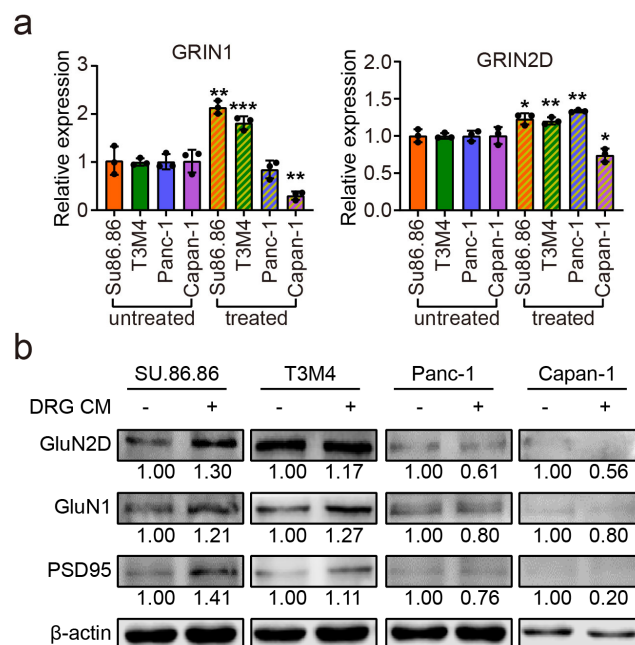 a
GRIN1
Relative expression
3
2
1
0
** *** **
Su86.86 T3M4 Panc-1 Capan-1 Su86.86 T3M4 Panc-1 Capan-1
untreated treated
GRIN2D
Relative expression
2.0
1.5
1.0
0.5
0.0
* ** ** *
Su86.86 T3M4 Panc-1 Capan-1 Su86.86 T3M4 Panc-1 Capan-1
untreated treated
b
SU.86.86 T3M4 Panc-1 Capan-1
DRG CM - + - + - + - +
GluN2D
1.00 1.30 1.00 1.17 1.00 0.61 1.00 0.56
GluN1
1.00 1.21 1.00 1.27 1.00 0.80 1.00 0.80
PSD95
1.00 1.41 1.00 1.11 1.00 0.76 1.00 0.20
β-actin